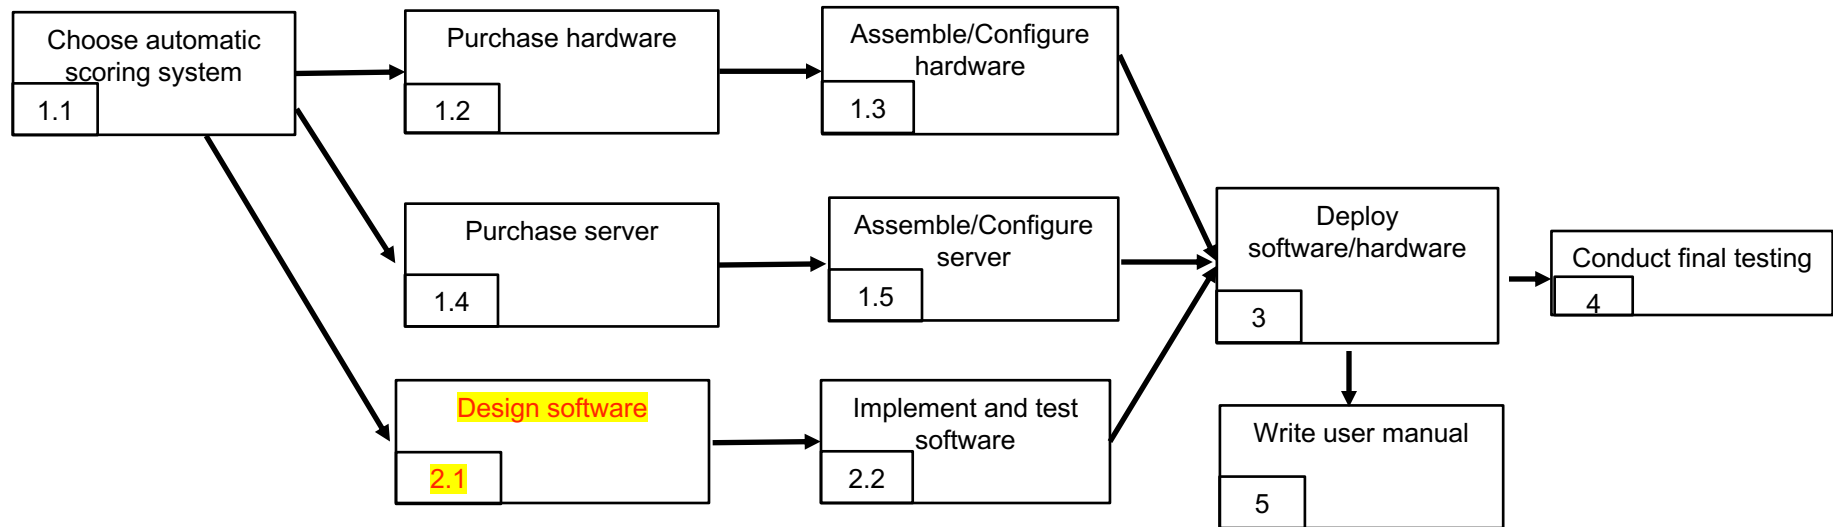 Choose automatic
scoring system
1.1
Purchase hardware
1.2
Assemble/Configure
hardware
1.3
Purchase server
1.4
Assemble/Configure
server
1.5
Design software
2.1
Implement and test
software
2.2
Deploy
software/hardware
3
Conduct final testing
4
Write user manual
5